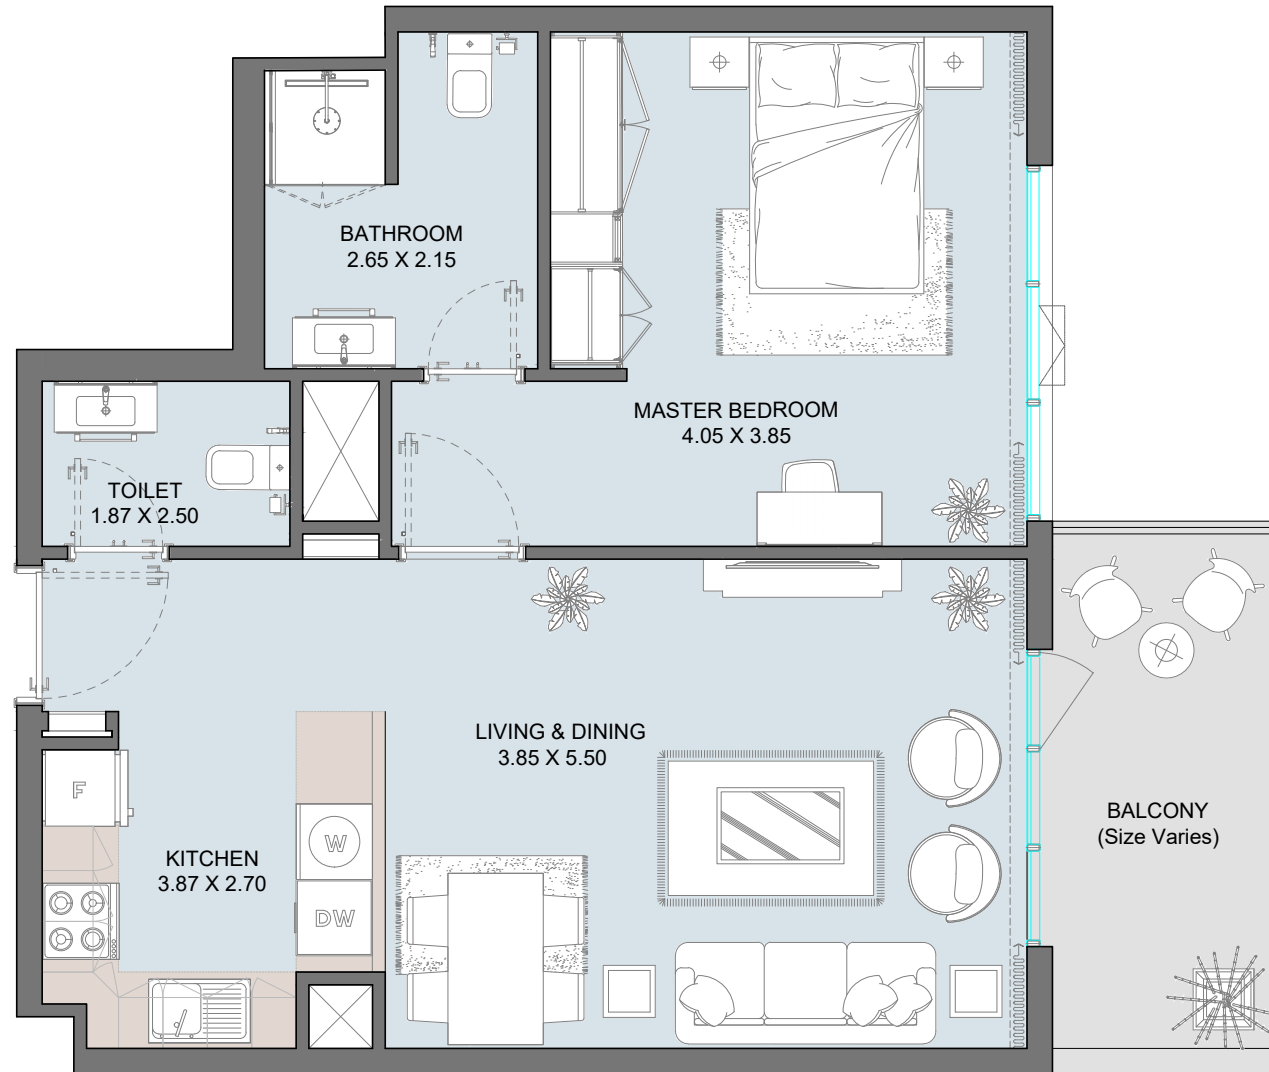 BATHROOM
2.65 X 2.15
MASTER BEDROOM
4.05 X 3.85
TOILET
1.87 X 2.50
LIVING & DINING
3.85 X 5.50
F
W
KITCHEN
3.87 X 2.70
DW
BALCONY
(Size Varies)